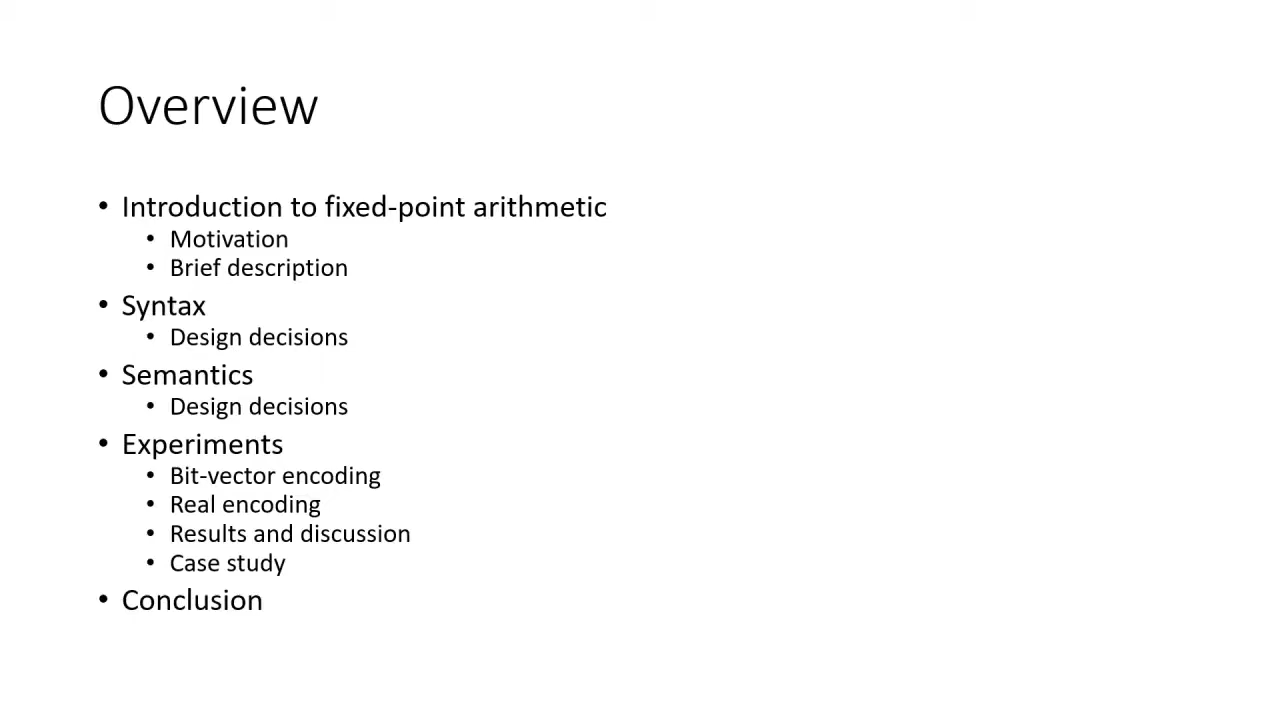 Overview
• Introduction to fixed-point arithmetic
• Motivation
• Brief description
• Syntax
• Design decisions
• Semantics
• Design decisions
• Experiments
• Bit-vector encoding
• Real encoding
• Results and discussion
• Case study
• Conclusion